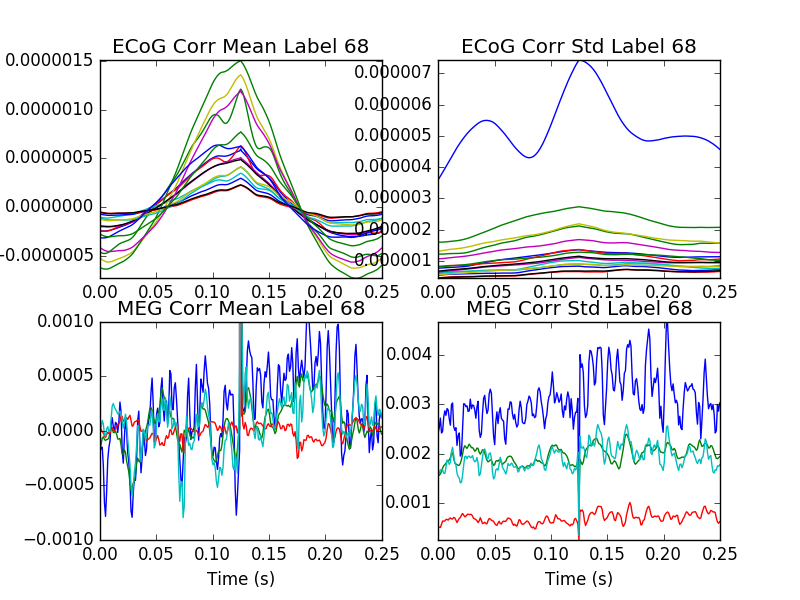 ECoG Corr Mean Label 68
0.0000015
0.0000010
0.0000005
0.0000000
0.0000005
0.00 0.05 0.10 0.15 0.20 0.25
ECoG Corr Std Label 68
0.000007
0.000006
0.000005
0.000004
0.000003
0.000002
0.000001
0.00 0.05 0.10 0.15 0.20 0.25
MEG Corr Mean Label 68
0.0010
0.0005
0.0000
−0.0005
−0.0010
0.00 0.05 0.10 0.15 0.20 0.25
Time (s)
MEG Corr Std Label 68
0.004
0.003
0.002
0.001
0.00 0.05 0.10 0.15 0.20 0.25
Time (s)